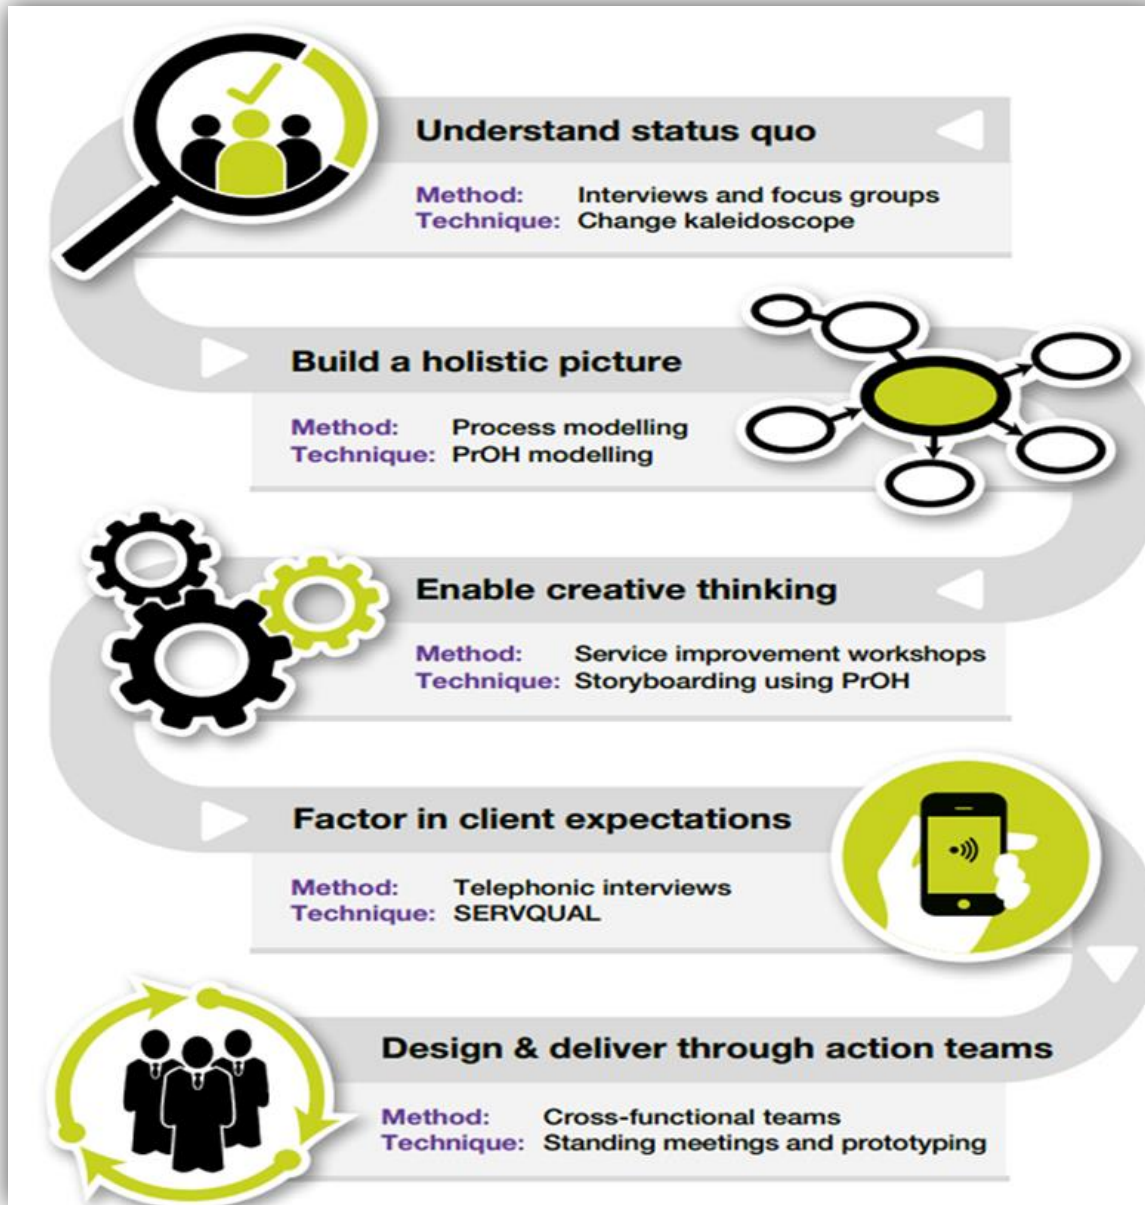 Understand status quo
Method: Interviews and focus groups
Technique: Change kaleidoscope
Build a holistic picture
Method: Process modelling
Technique: PrOH modelling
Enable creative thinking
Method: Service improvement workshops
Technique: Storyboarding using PrOH
Factor in client expectations
Method: Telephonic interviews
Technique: SERVQUAL
Design & deliver through action teams
Method: Cross-functional teams
Technique: Standing meetings and prototyping